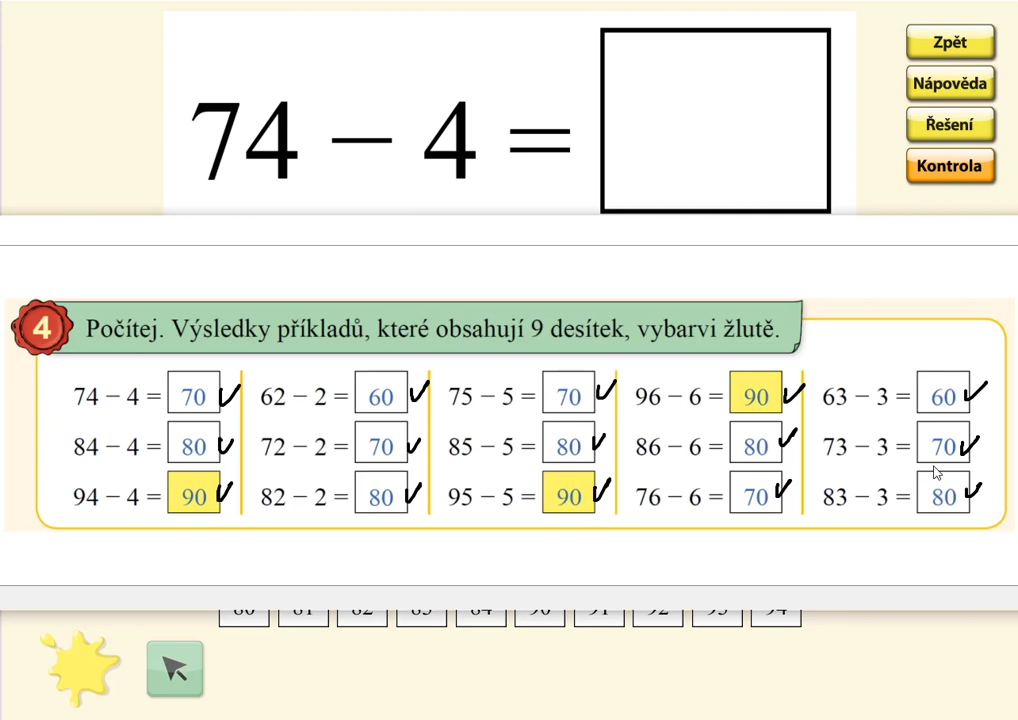 74 − 4 =
Zpět
Nápověda
Řešení
Kontrola
4 Počítej. Výsledky příkladů, které obsahují 9 desítek, vybarvi žlutě.
74 − 4 = 70 62 − 2 = 60 75 − 5 = 70 96 − 6 = 90 63 − 3 = 60
84 − 4 = 80 72 − 2 = 70 85 − 5 = 80 86 − 6 = 80 73 − 3 = 70
94 − 4 = 90 82 − 2 = 80 95 − 5 = 90 76 − 6 = 70 83 − 3 = 80